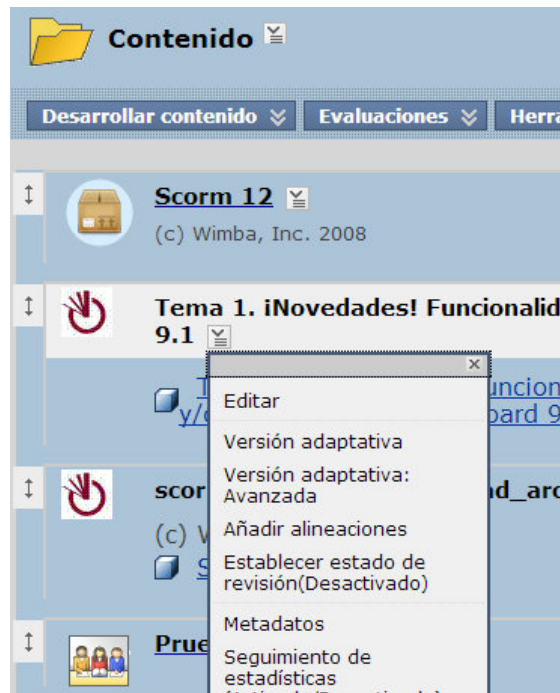 Contenido
Desarrollar contenido Evaluaciones
Scorm 12
(c) Wimba, Inc. 2008
Tema 1. ¡Novedades!
9.1
Editar
Versión adaptativa
Versión adaptativa:
Avanzada
Añadir alineaciones
(c)
Establecer estado de
revisión(Desactivado)
Metadatos
Seguimiento de
estadísticas